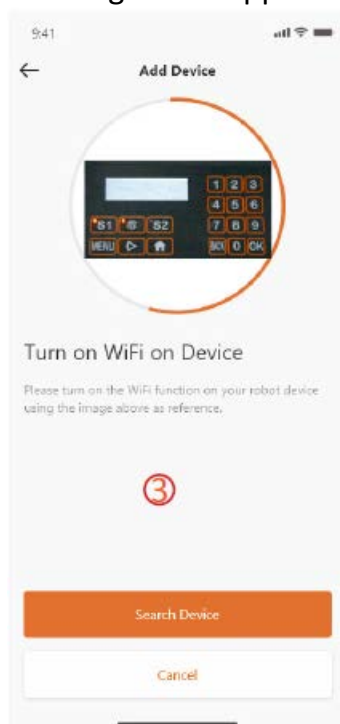 9:41
Add Device
1 2 3
4 5 6
S1 6 S2 7 8 9
MENU 0 OK
Turn on WiFi on Device
Please turn on the WiFi function on your robot device
using the image above as reference.
③
Search Device
Cancel